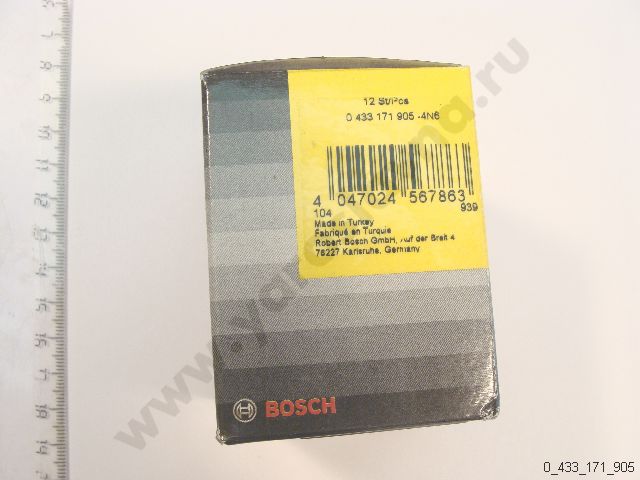 12 St/Pcs
0 433 171 905 -4N6
4 047024 567863
104
939
Made in Turkey
Fabriqué en Turquie
Robert Bosch GmbH, Auf der Breit 4
76227 Karlsruhe, Germany
BOSCH
0_433_171_905